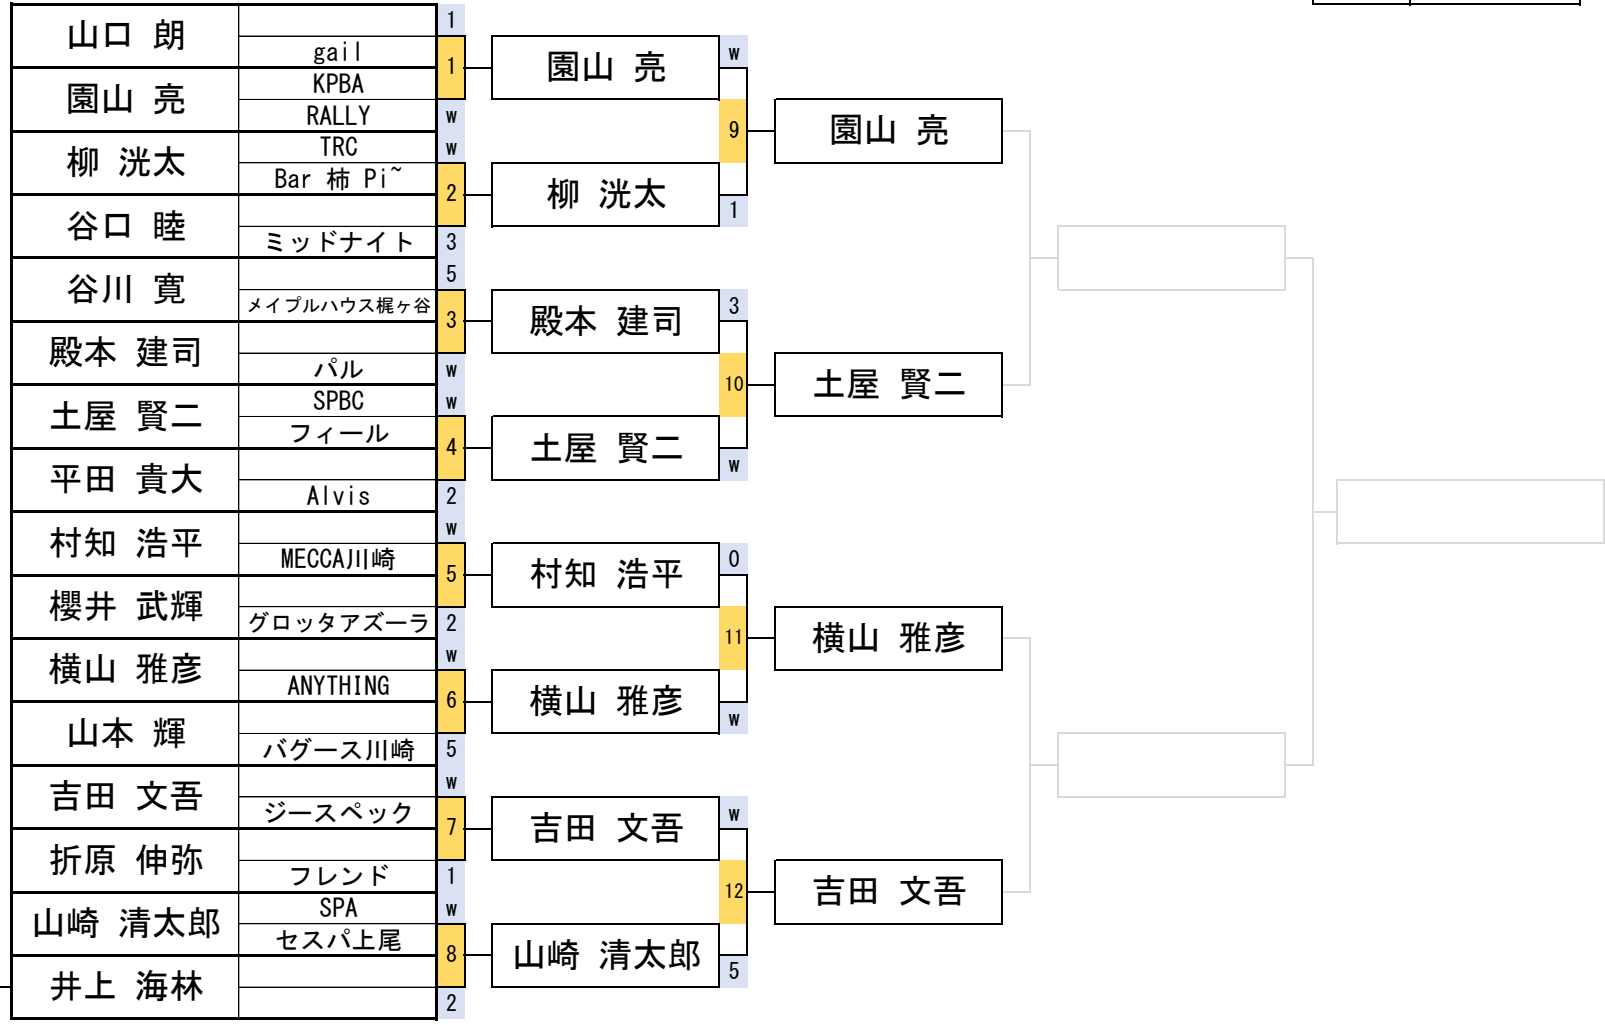 山口 朗
1
gail
1
園山 亮
w
園山 亮
KPBA
RALLY
w
9
園山 亮
柳 洸太
TRC
w
Bar 柿 Pi~
2
柳 洸太
1
谷口 睦
ミッドナイト
3
谷川 寛
5
メイプルハウス梶ヶ谷
3
殿本 建司
3
殿本 建司
パル
w
10
土屋 賢二
土屋 賢二
SPBC
w
フィール
4
土屋 賢二
w
平田 貴大
Alvis
2
村知 浩平
w
MECCA川崎
5
村知 浩平
0
櫻井 武輝
グロッタアズーラ
2
11
横山 雅彦
横山 雅彦
w
ANYTHING
6
横山 雅彦
w
山本 輝
バグース川崎
5
吉田 文吾
w
ジースペック
7
吉田 文吾
w
折原 伸弥
フレンド
1
12
吉田 文吾
山崎 清太郎
SPA
w
セスパ上尾
8
山崎 清太郎
5
井上 海林
2